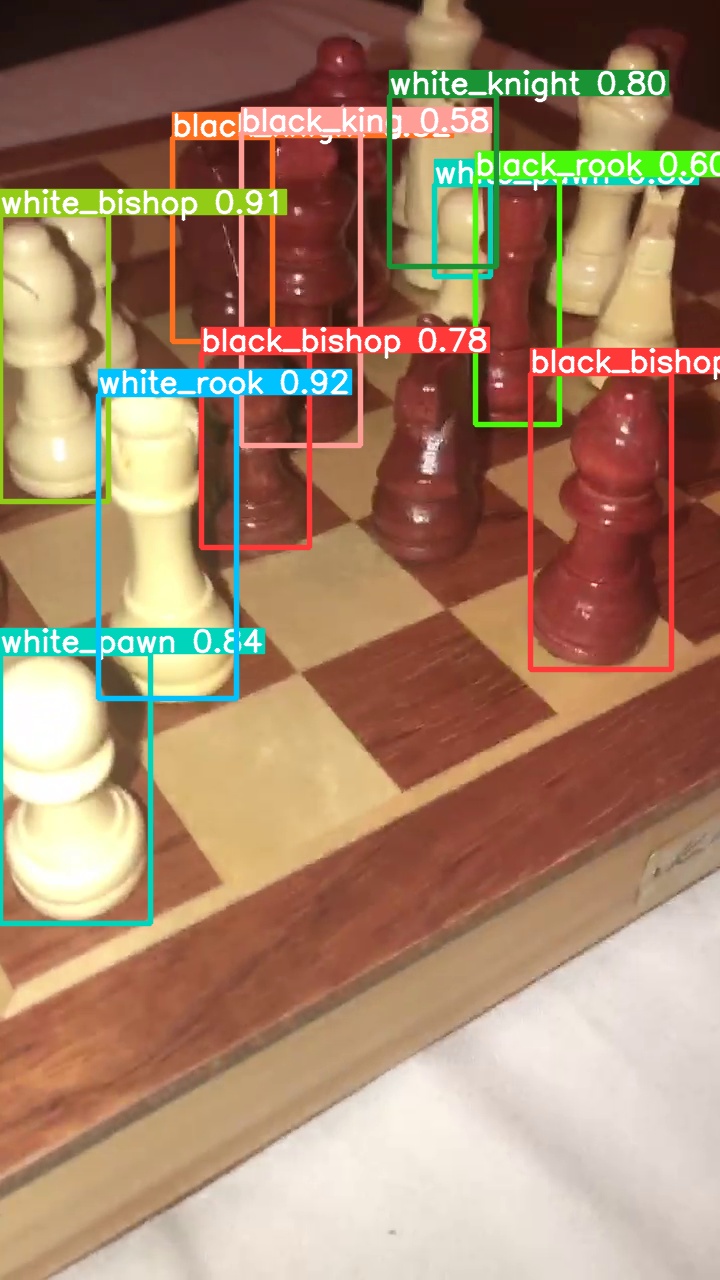 white_knight 0.80
black_king 0.58
black_rook 0.60
white_bishop 0.91
black_bishop 0.78
black_bishop
white_rook 0.92
white_pawn 0.84